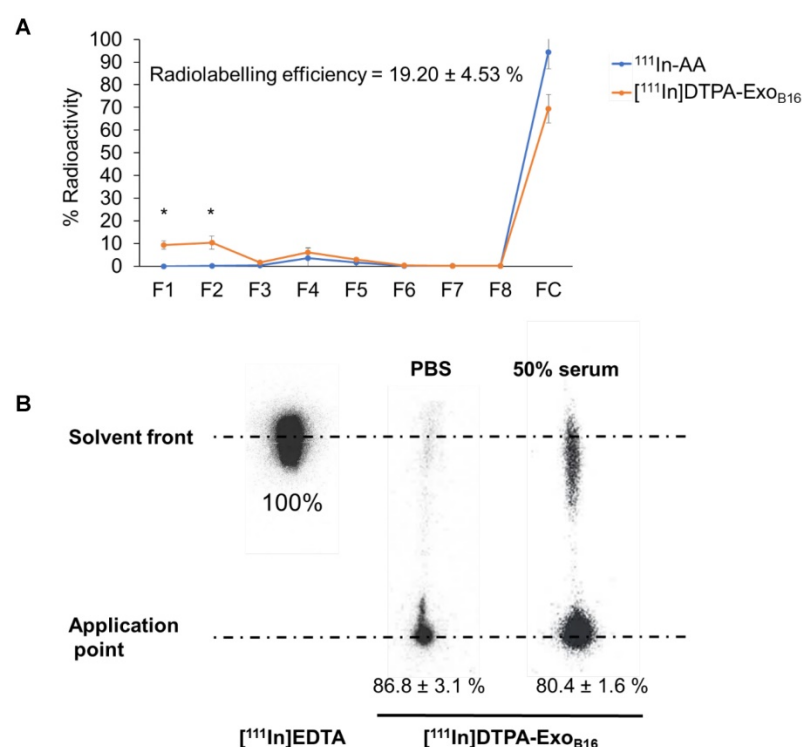 A
Radiolabelling efficiency = 19.20 ± 4.53 %
% Radioactivity
100
90
80
70
60
50
40
30
20
10
0
F1 F2 F3 F4 F5 F6 F7 F8 FC
* *
¹¹¹In-AA
[¹¹¹In]DTPA-Exo_B16
B
PBS 50% serum
Solvent front
100%
Application
point
86.8 ± 3.1 % 80.4 ± 1.6 %
[¹¹¹In]EDTA [¹¹¹In]DTPA-Exo_B16